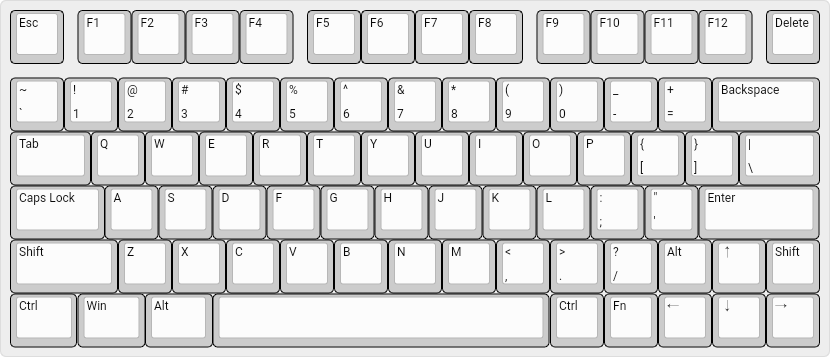 Esc F1 F2 F3 F4 F5 F6 F7 F8 F9 F10 F11 F12 Delete
~ ! @ # $ % ^ & * ( ) _ + Backspace
` 1 2 3 4 5 6 7 8 9 0 - =
Tab Q W E R T Y U I O P { } |
[ ] \
Caps Lock A S D F G H J K L : " Enter
; '
Shift Z X C V B N M < > ? Alt ↑ Shift
, . /
Ctrl Win Alt Ctrl Fn ← ↓ →